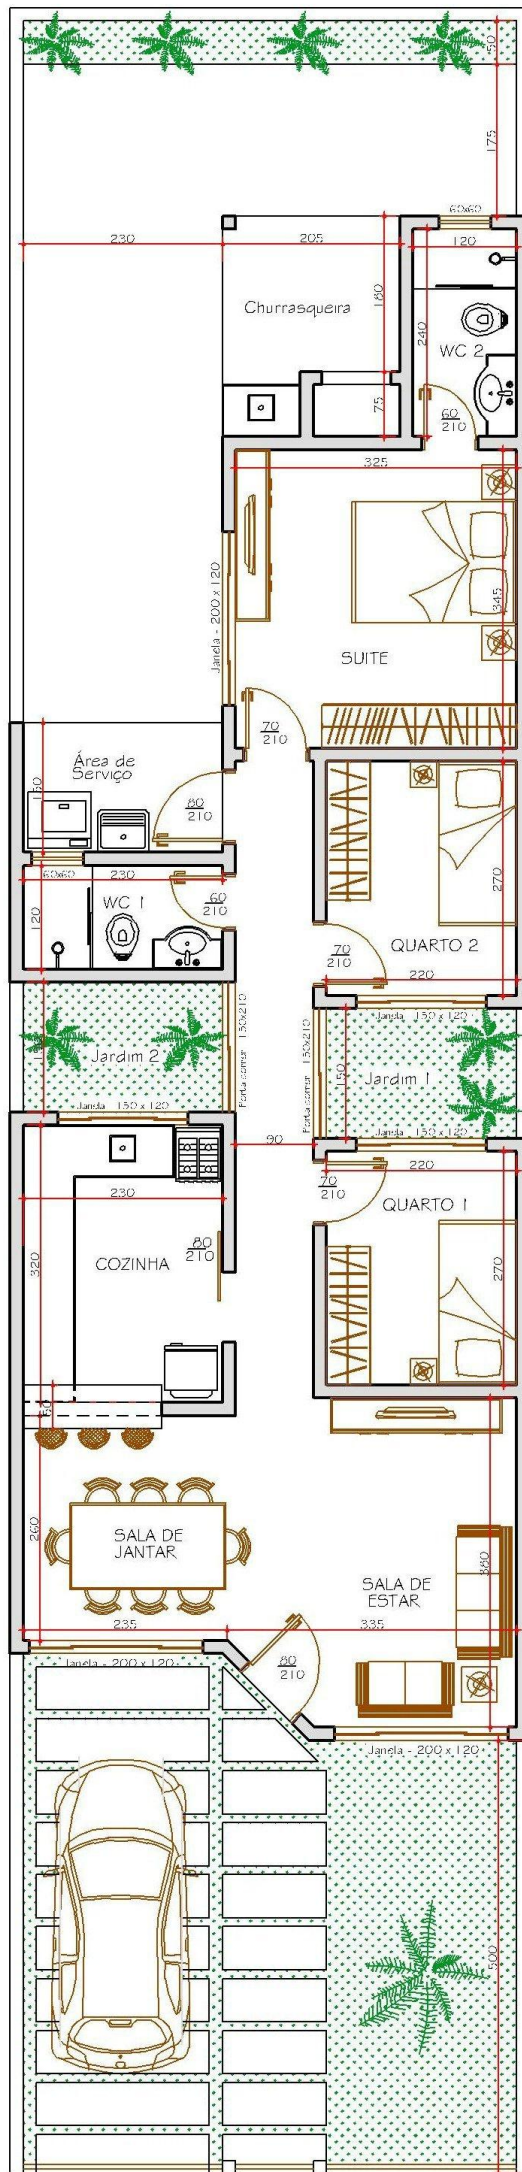 50
175
60x60
230
205
120
Churrasqueira
180
240
WC 2
75
60
210
325
Janela - 200 x 120
345
SUITE
70
210
Área de
Serviço
80
210
60x60
230
60
210
WC 1
120
270
QUARTO 2
70
210
220
Janela - 150 x 120
Porta correr - 150x210
Porta correr - 150x210
Jardim 2
Jardim 1
150
Janela - 150 x 120
Janela - 150 x 120
90
220
70
210
230
QUARTO 1
80
210
320
COZINHA
270
60
260
SALA DE
JANTAR
380
SALA DE
ESTAR
235
335
80
210
Janela - 200 x 120
Janela - 200 x 120
500